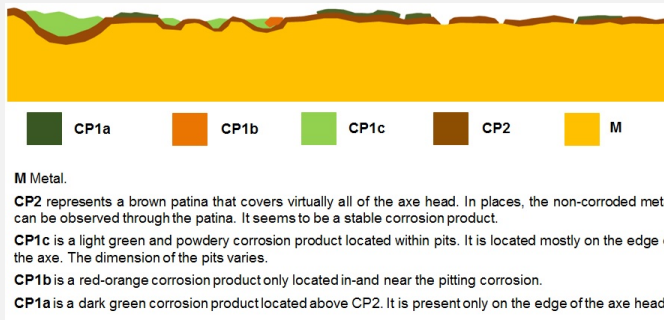 CP1a CP1b CP1c CP2 M
M Metal.
CP2 represents a brown patina that covers virtually all of the axe head. In places, the non-corroded
can be observed through the patina. It seems to be a stable corrosion product.
CP1c is a light green and powdery corrosion product located within pits. It is located mostly on the edge
the axe. The dimension of the pits varies.
CP1b is a red-orange corrosion product only located in-and near the pitting corrosion.
CP1a is a dark green corrosion product located above CP2. It is present only on the edge of the axe head